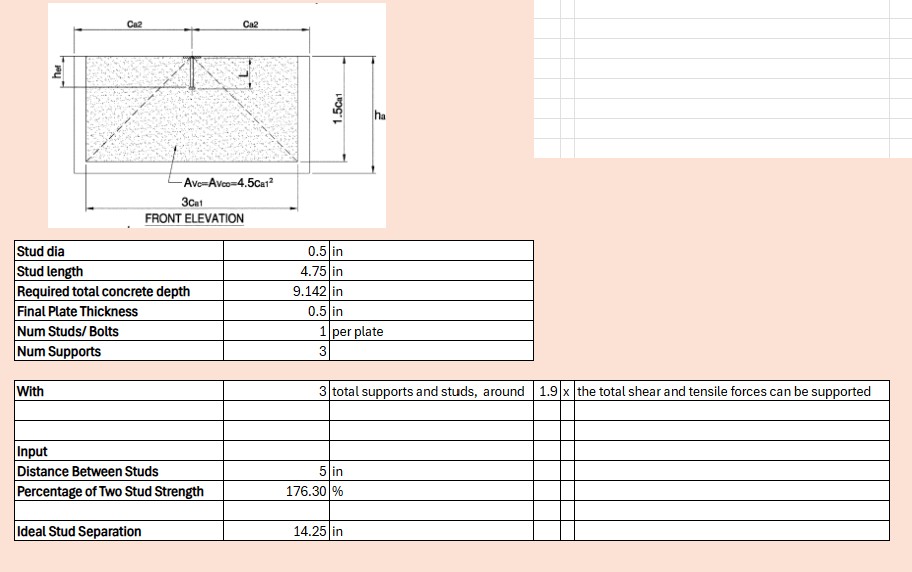 Ca2 Ca2
hef
L
1.5Ca1
ha
Avc=Avco=4.5Ca1²
3Ca1
FRONT ELEVATION
Stud dia 0.5 in
Stud length 4.75 in
Required total concrete depth 9.142 in
Final Plate Thickness 0.5 in
Num Studs/ Bolts 1 per plate
Num Supports 3
With 3 total supports and studs, around 1.9 x the total shear and tensile forces can be supported
Input
Distance Between Studs 5 in
Percentage of Two Stud Strength 176.30 %
Ideal Stud Separation 14.25 in